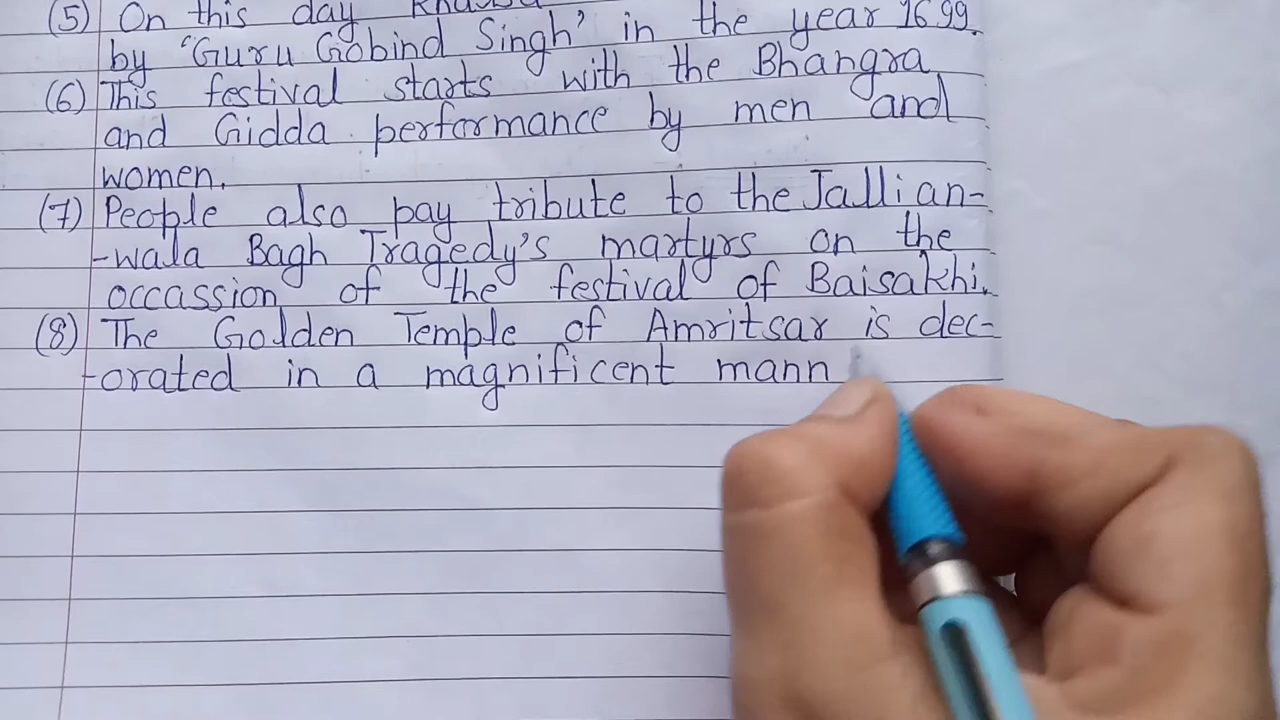 (5) On this day
by 'Guru Gobind Singh' in the year 1699.
(6) This festival starts with the Bhangra
and Gidda performance by men and
women.
(7) People also pay tribute to the Jallian-
-wala Bagh Tragedy's martyrs on the
occassion of the festival of Baisakhi.
(8) The Golden Temple of Amritsar is dec-
-orated in a magnificent mann